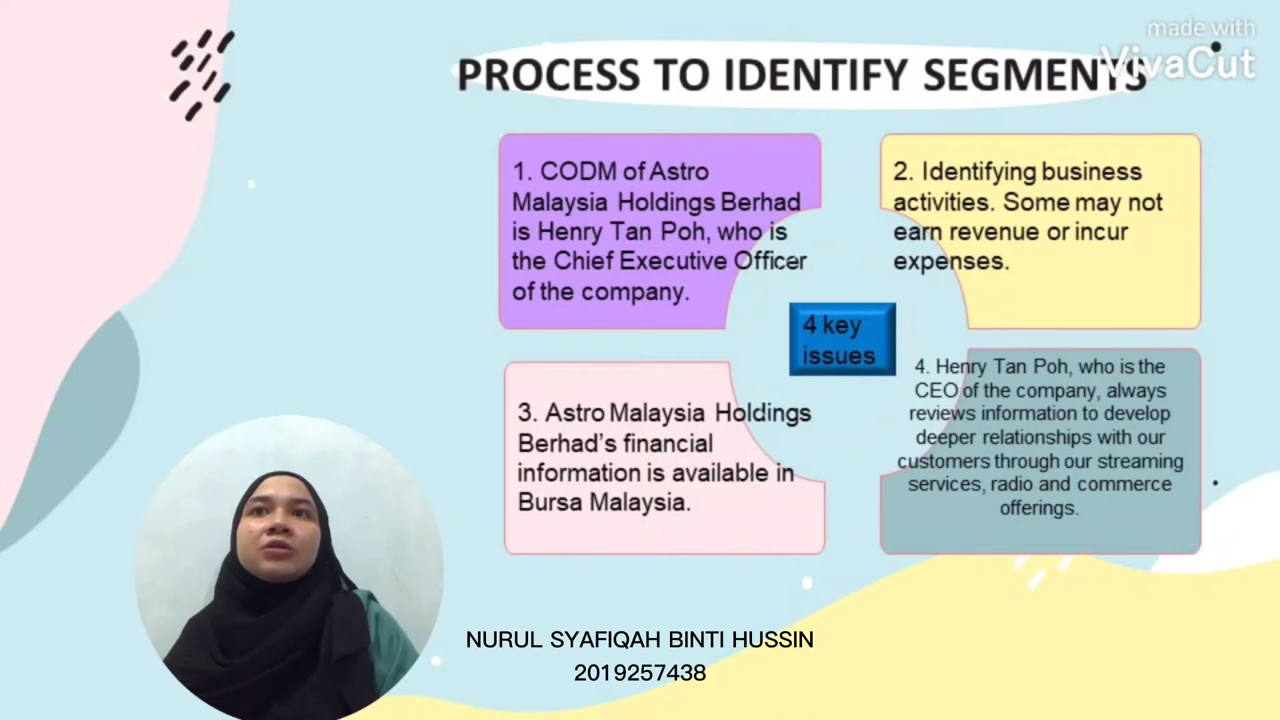 made with
VivaCut
PROCESS TO IDENTIFY SEGMENTS
1. CODM of Astro
Malaysia Holdings Berhad
is Henry Tan Poh, who is
the Chief Executive Officer
of the company.
2. Identifying business
activities. Some may not
earn revenue or incur
expenses.
4 key
issues
3. Astro Malaysia Holdings
Berhad’s financial
information is available in
Bursa Malaysia.
4. Henry Tan Poh, who is the
CEO of the company, always
reviews information to develop
deeper relationships with our
customers through our streaming
services, radio and commerce
offerings.
NURUL SYAFIQAH BINTI HUSSIN
2019257438